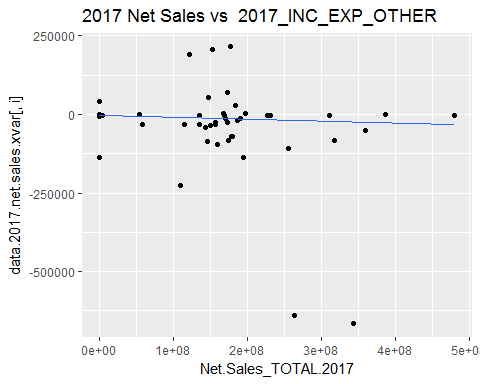 2017 Net Sales vs  2017_INC_EXP_OTHER
250000
0
-250000
-500000
data.2017.net.sales.xvar[, i]
0e+00
1e+08
2e+08
3e+08
4e+08
5e+0
Net.Sales_TOTAL.2017